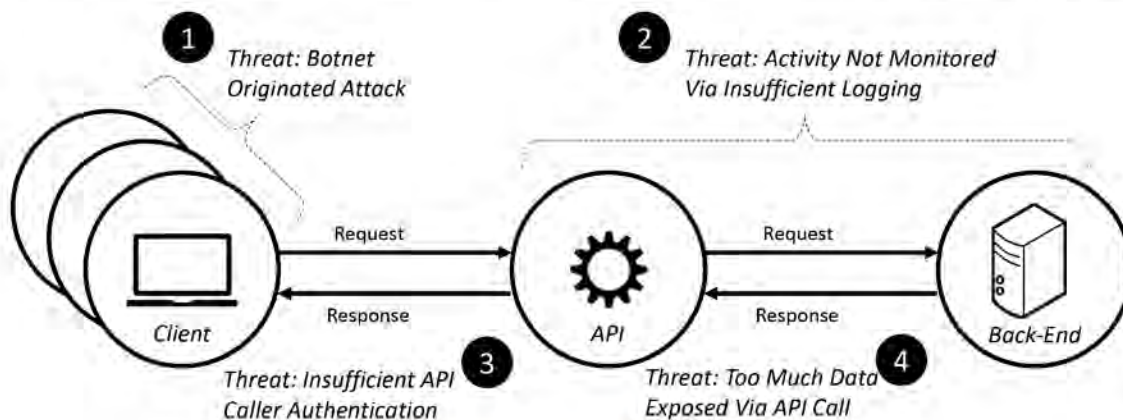 1
Threat: Botnet
Originated Attack
2
Threat: Activity Not Monitored
Via Insufficient Logging
Request
Request
Response
Response
Client
API
Back-End
3
Threat: Insufficient API
Caller Authentication
4
Threat: Too Much Data
Exposed Via API Call